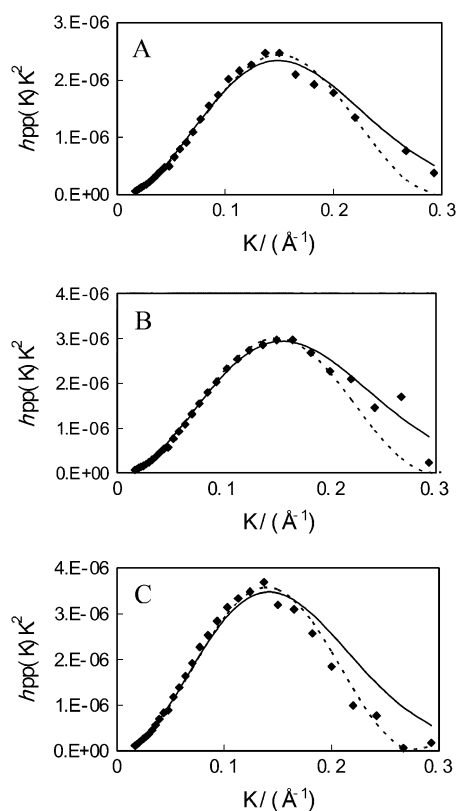 A
3.E-06
2.E-06
1.E-06
0.E+00
hpp(K)K²
0 0.1 0.2 0.3
K/(Å⁻¹)
B
4.E-06
3.E-06
2.E-06
1.E-06
0.E+00
hpp(K)K²
0 0.1 0.2 0.3
K/(Å⁻¹)
C
4.E-06
3.E-06
2.E-06
1.E-06
0.E+00
hpp(K)K²
0 0.1 0.2 0.3
K/(Å⁻¹)